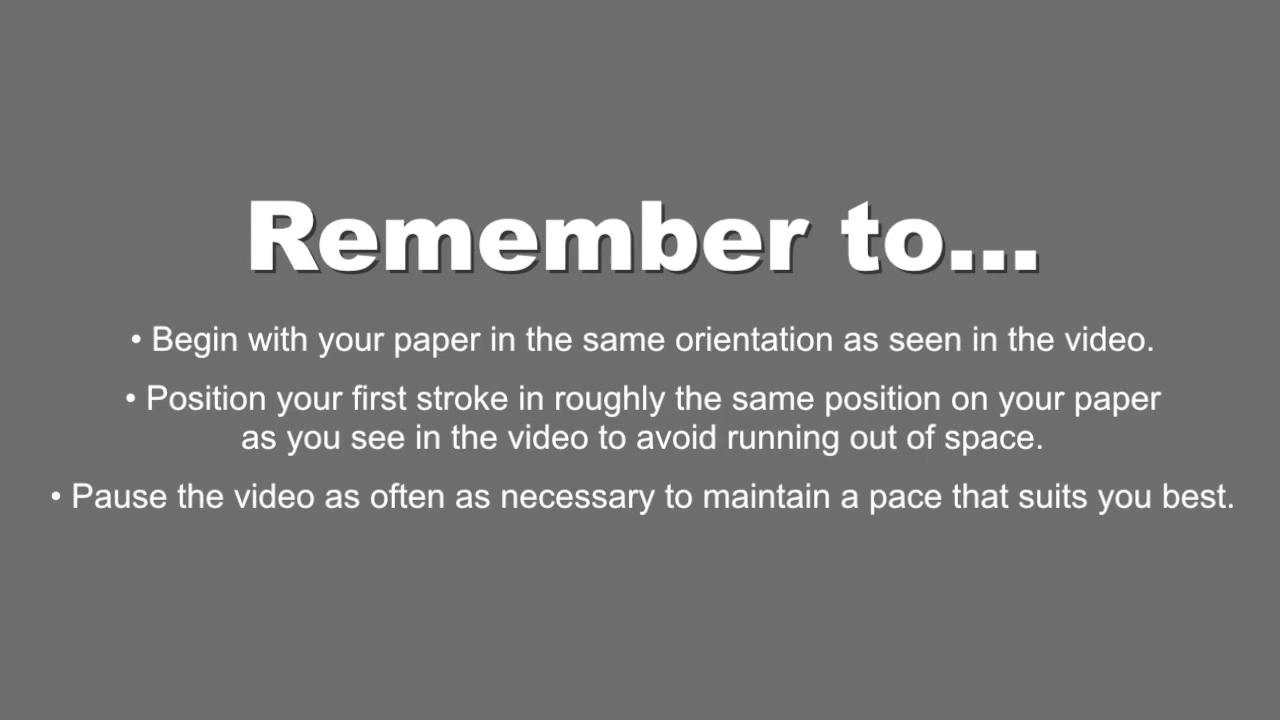 Remember to...
• Begin with your paper in the same orientation as seen in the video.
• Position your first stroke in roughly the same position on your paper
as you see in the video to avoid running out of space.
• Pause the video as often as necessary to maintain a pace that suits you best.